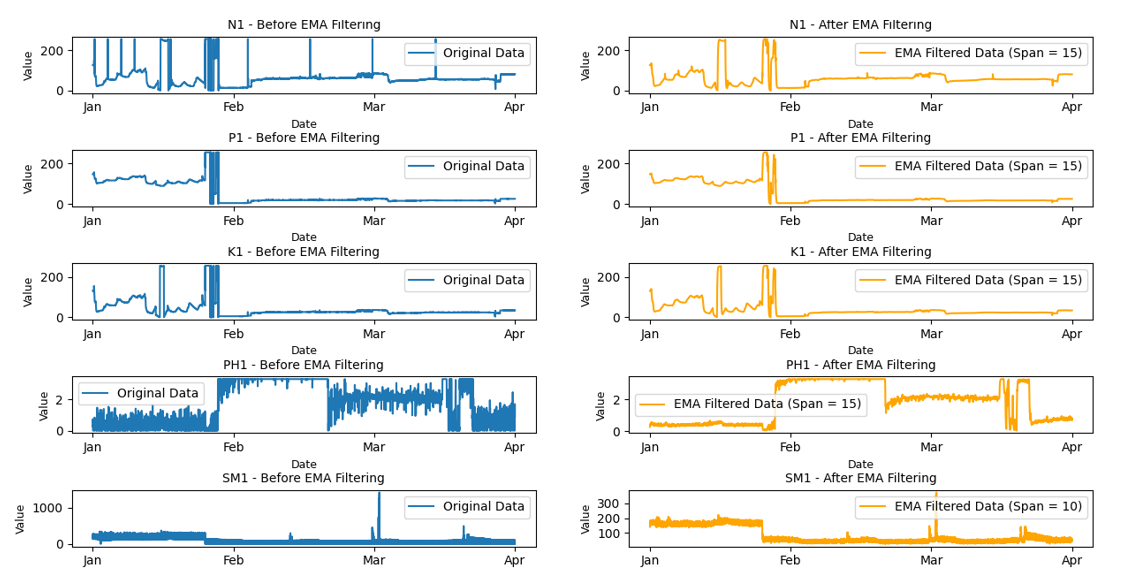 N1 - Before EMA Filtering
Value
200
0
Original Data
Jan
Feb
Mar
Apr
Date
N1 - After EMA Filtering
Value
200
0
EMA Filtered Data (Span = 15)
Jan
Feb
Mar
Apr
P1 - Before EMA Filtering
Value
200
0
Original Data
Jan
Feb
Mar
Apr
Date
P1 - After EMA Filtering
Value
200
0
EMA Filtered Data (Span = 15)
Jan
Feb
Mar
Apr
Date
K1 - Before EMA Filtering
Value
200
0
Original Data
Jan
Feb
Mar
Apr
Date
K1 - After EMA Filtering
Value
200
0
EMA Filtered Data (Span = 15)
Jan
Feb
Mar
Apr
Date
PH1 - Before EMA Filtering
Value
2
0
Original Data
Jan
Feb
Mar
Apr
Date
PH1 - After EMA Filtering
Value
2
0
EMA Filtered Data (Span = 15)
Jan
Feb
Mar
Apr
Date
SM1 - Before EMA Filtering
Value
1000
0
Original Data
Jan
Feb
Mar
Apr
SM1 - After EMA Filtering
Value
300
200
100
EMA Filtered Data (Span = 10)
Jan
Feb
Mar
Apr
Date